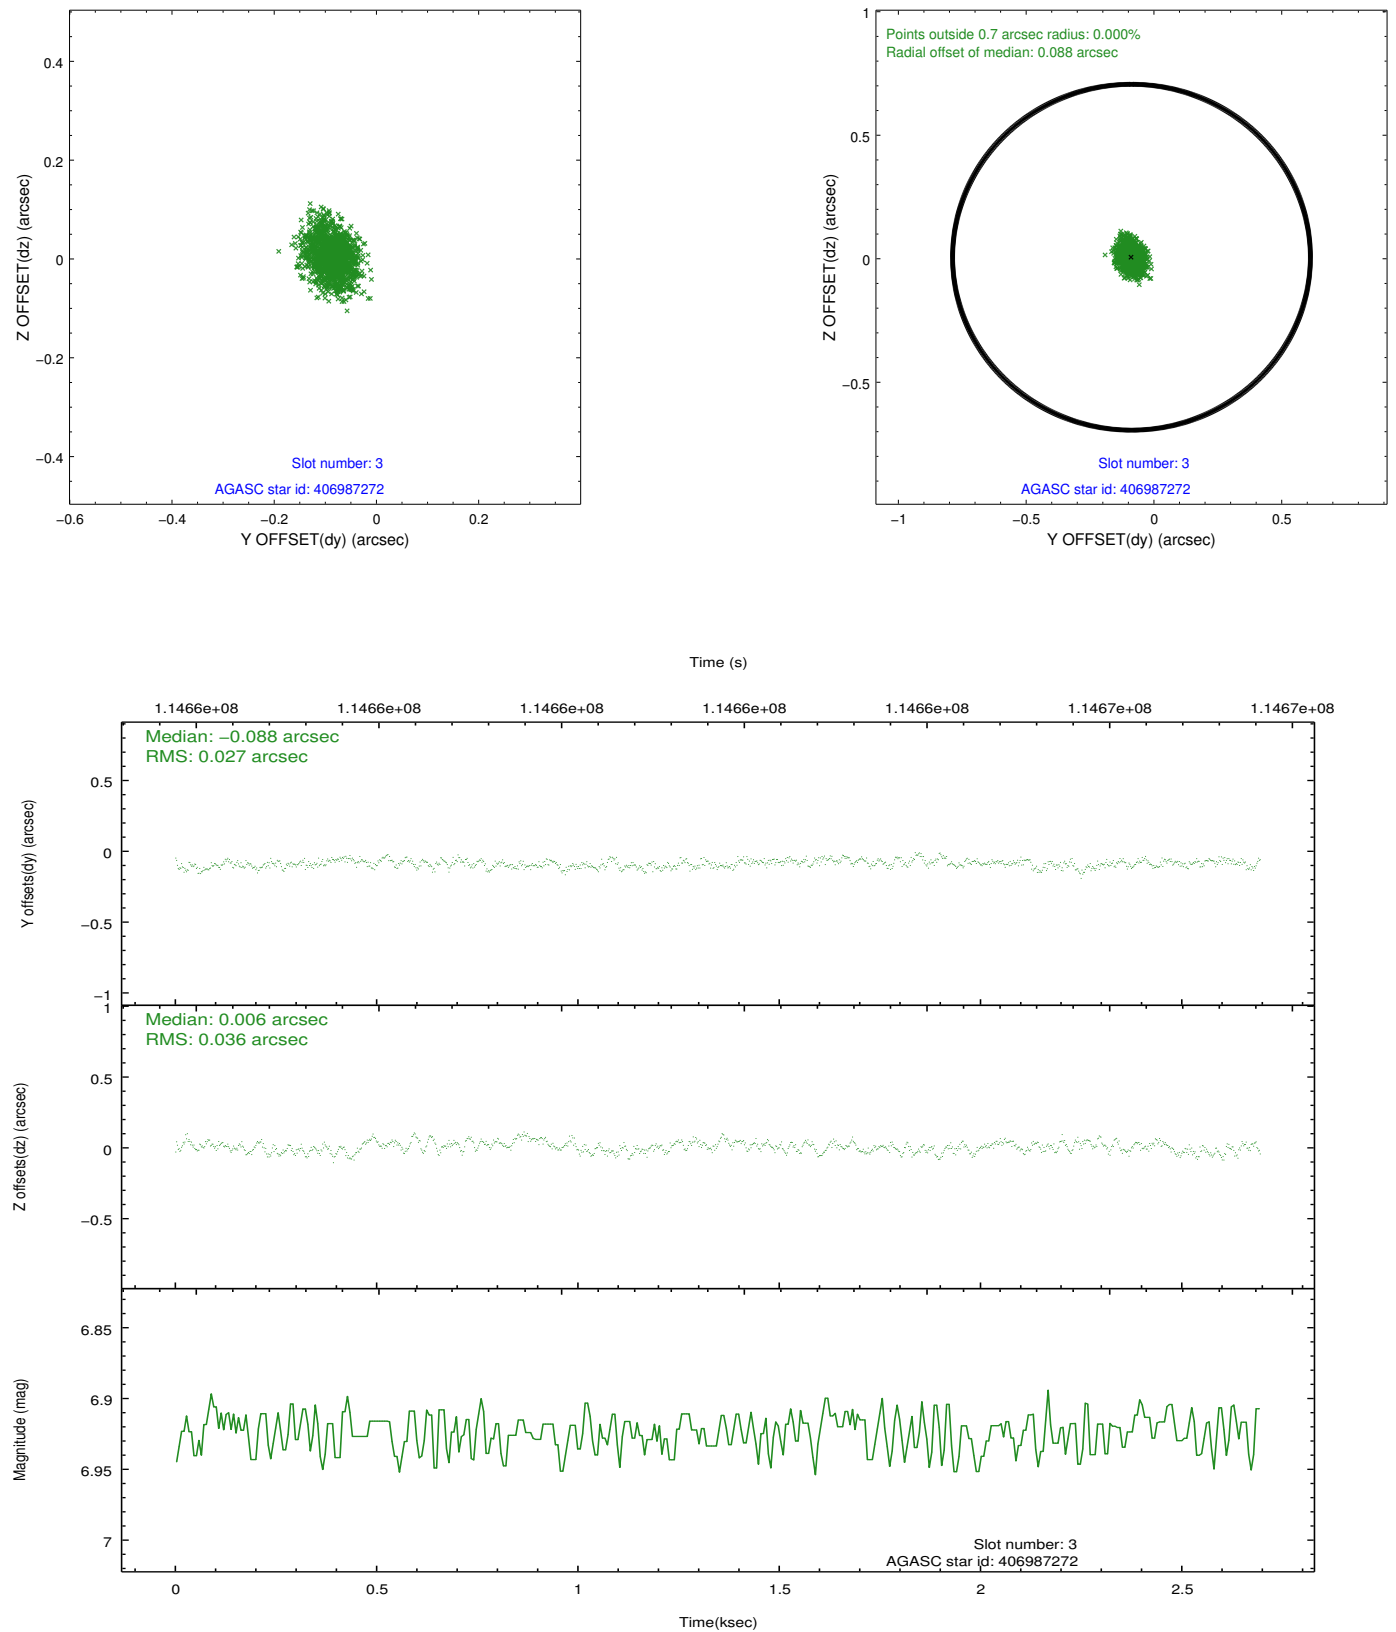 0.4
0.2
0
−0.2
−0.4
Z OFFSET(dz) (arcsec)
Slot number: 3
AGASC star id: 406987272
−0.6
−0.4
−0.2
0
0.2
Y OFFSET(dy) (arcsec)
Points outside 0.7 arcsec radius: 0.000%
Radial offset of median: 0.088 arcsec
1
0.5
0
−0.5
Z OFFSET(dz) (arcsec)
Slot number: 3
AGASC star id: 406987272
−1
−0.5
0
0.5
Y OFFSET(dy) (arcsec)
Time (s)
1.1466e+08
1.1466e+08
1.1466e+08
1.1466e+08
1.1466e+08
1.1467e+08
1.1467e+08
Median: −0.088 arcsec
RMS: 0.027 arcsec
0.5
0
−0.5
−1
Y offsets(dy) (arcsec)
Median: 0.006 arcsec
RMS: 0.036 arcsec
1
0.5
0
−0.5
Z offsets(dz) (arcsec)
6.85
6.9
6.95
7
Magnitude (mag)
Slot number: 3
AGASC star id: 406987272
0
0.5
1
1.5
2
2.5
Time(ksec)